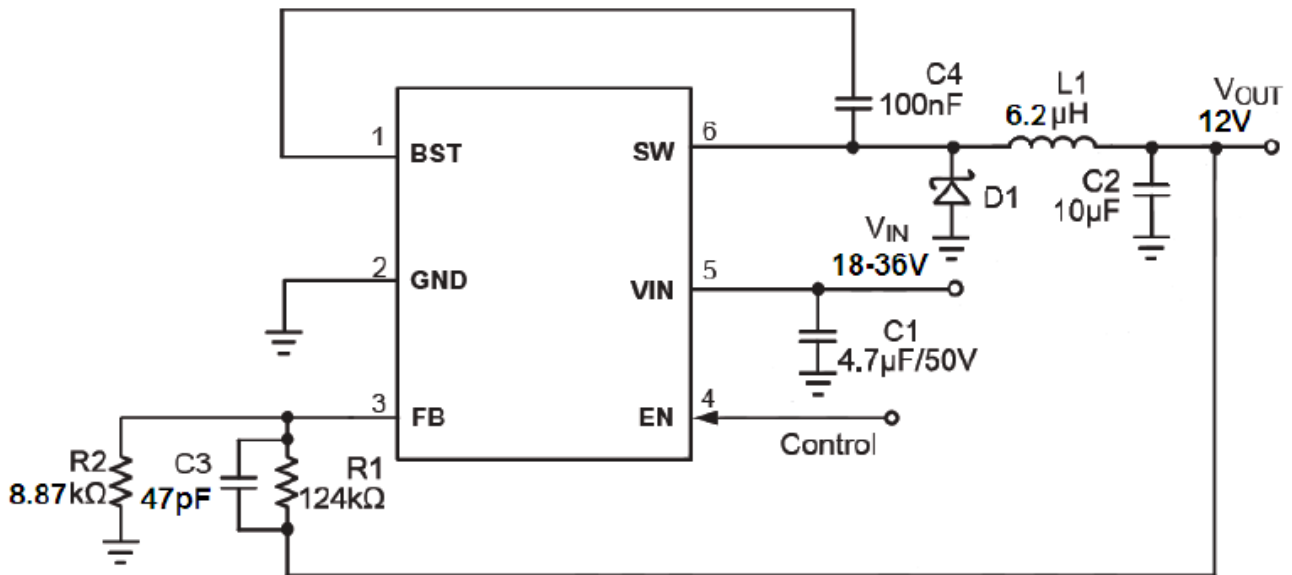 C4
100nF
L1
6.2µH
VOUT
12V
1
BST
SW
6
D1
C2
10µF
VIN
18-36V
2
GND
VIN
5
C1
4.7µF/50V
3
FB
EN
4
Control
R2
8.87kΩ
C3
47pF
R1
124kΩ